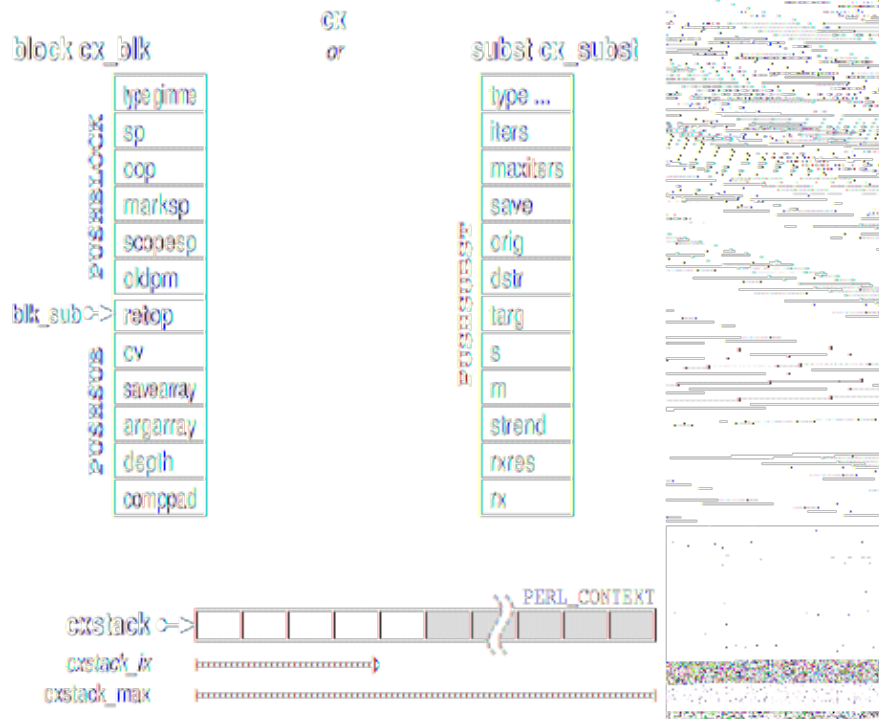 cx
block cx_blk or subst cx_subst
type gimme
sp
oop
marksp
scopesp
oldpm
retop
cv
savearray
argarray
depth
comppad
PUSHBLOCK
blk_sub
PUSHSUB
type ...
iters
maxiters
save
orig
dstr
targ
s
m
strend
rxres
rx
PUSHSUBST
PERL_CONTEXT
cxstack
cxstack_ix
cxstack_max